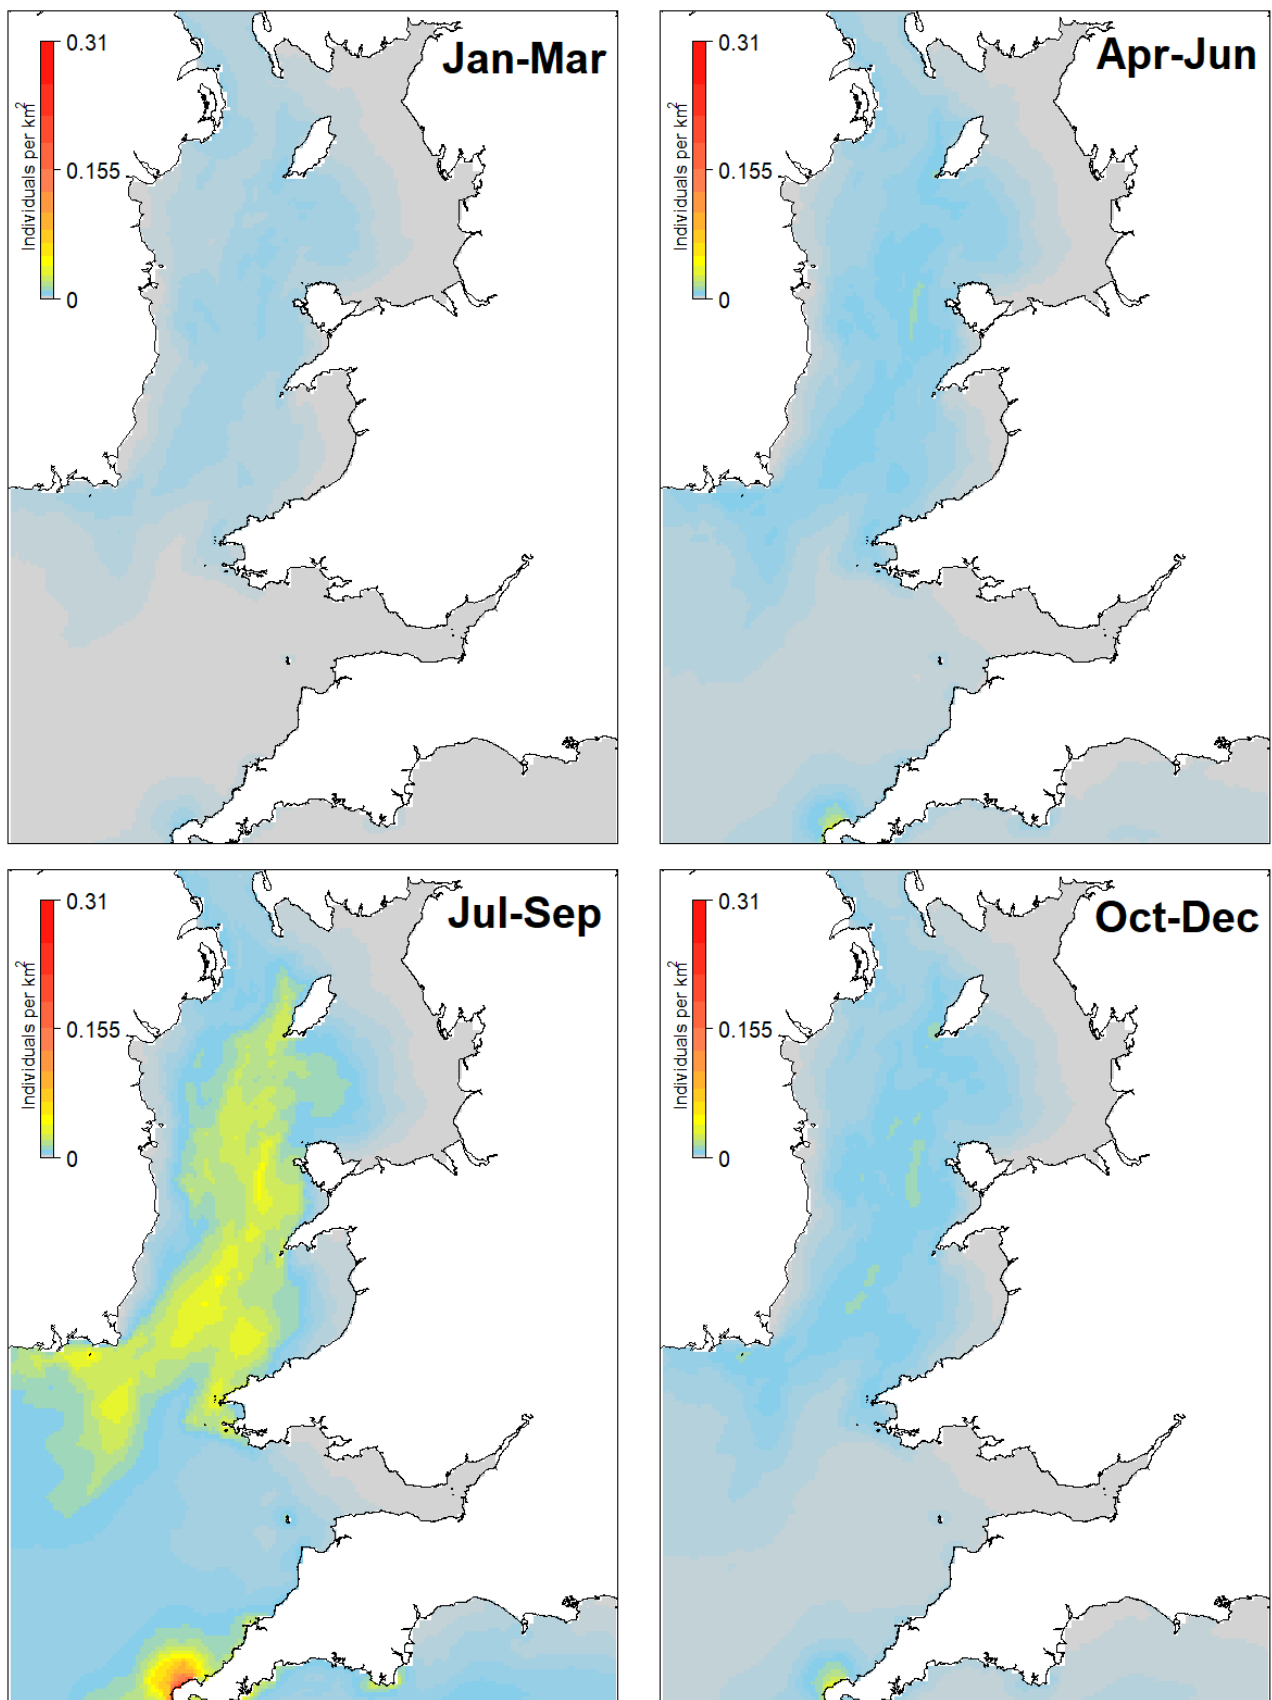 Jan-Mar
0.31
0.155
0
Individuals per km2
Apr-Jun
0.31
0.155
0
Individuals per km2
Jul-Sep
0.31
0.155
0
Individuals per km2
Oct-Dec
0.31
0.155
0
Individuals per km2